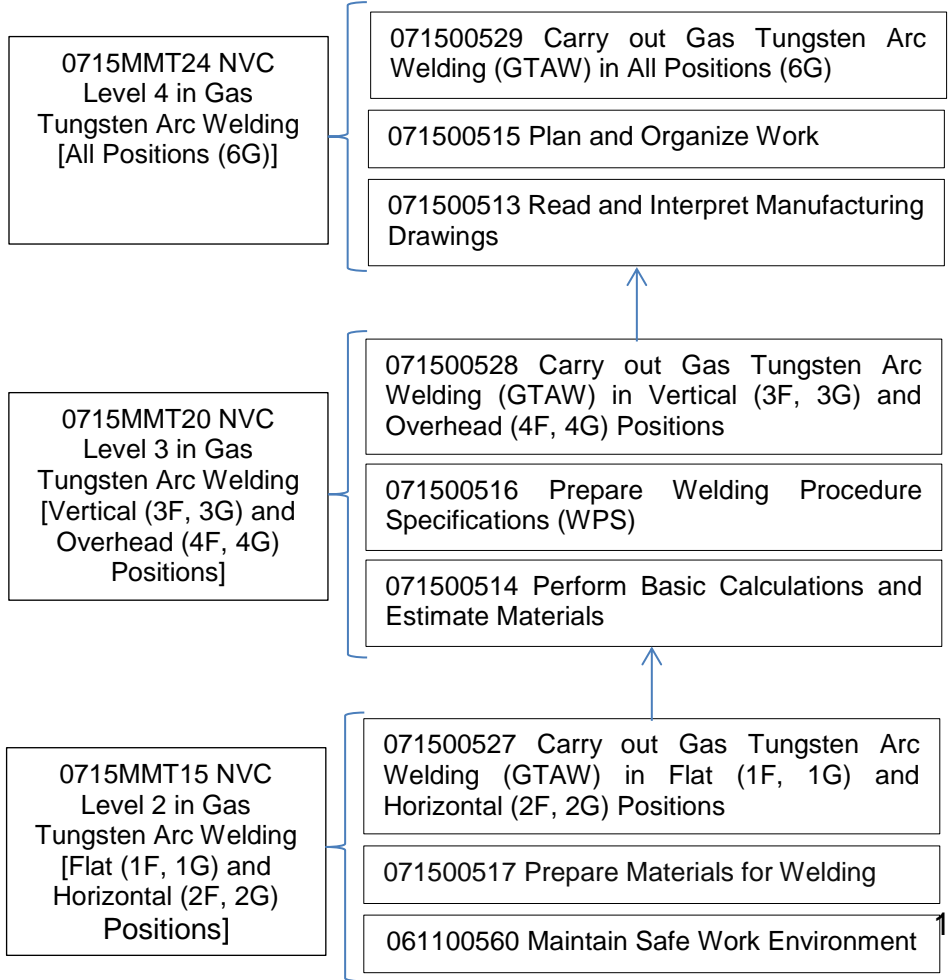 0715MMT24 NVC
Level 4 in Gas
Tungsten Arc Welding
[All Positions (6G)]
071500529 Carry out Gas Tungsten Arc
Welding (GTAW) in All Positions (6G)
071500515 Plan and Organize Work
071500513 Read and Interpret Manufacturing
Drawings
0715MMT20 NVC
Level 3 in Gas
Tungsten Arc Welding
[Vertical (3F, 3G) and
Overhead (4F, 4G)
Positions]
071500528 Carry out Gas Tungsten Arc
Welding (GTAW) in Vertical (3F, 3G) and
Overhead (4F, 4G) Positions
071500516 Prepare Welding Procedure
Specifications (WPS)
071500514 Perform Basic Calculations and
Estimate Materials
0715MMT15 NVC
Level 2 in Gas
Tungsten Arc Welding
[Flat (1F, 1G) and
Horizontal (2F, 2G)
Positions]
071500527 Carry out Gas Tungsten Arc
Welding (GTAW) in Flat (1F, 1G) and
Horizontal (2F, 2G) Positions
071500517 Prepare Materials for Welding
061100560 Maintain Safe Work Environment
1